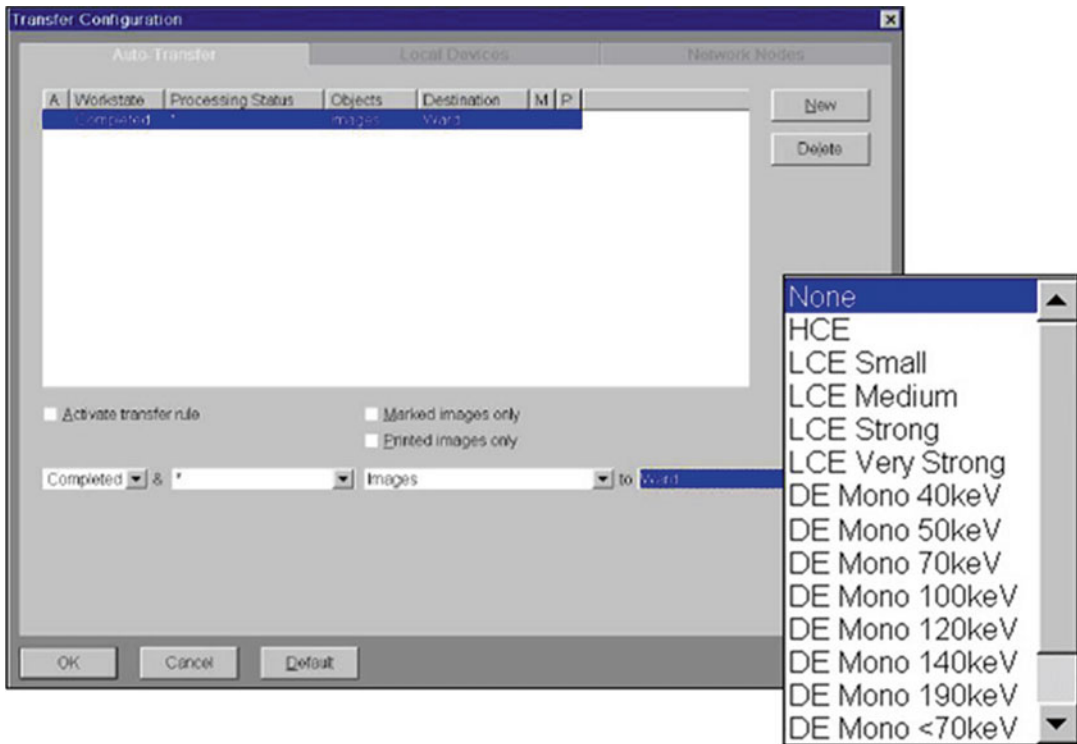 Transfer Configuration
Auto-Transfer Local Devices Network Nodes
A Workstate Processing Status Objects Destination M P
Completed * Images Ward
New
Delete
Activate transfer rule
Marked images only
Printed images only
Completed & * Images to Ward
OK Cancel Default
None
HCE
LCE Small
LCE Medium
LCE Strong
LCE Very Strong
DE Mono 40keV
DE Mono 50keV
DE Mono 70keV
DE Mono 100keV
DE Mono 120keV
DE Mono 140keV
DE Mono 190keV
DE Mono <70keV